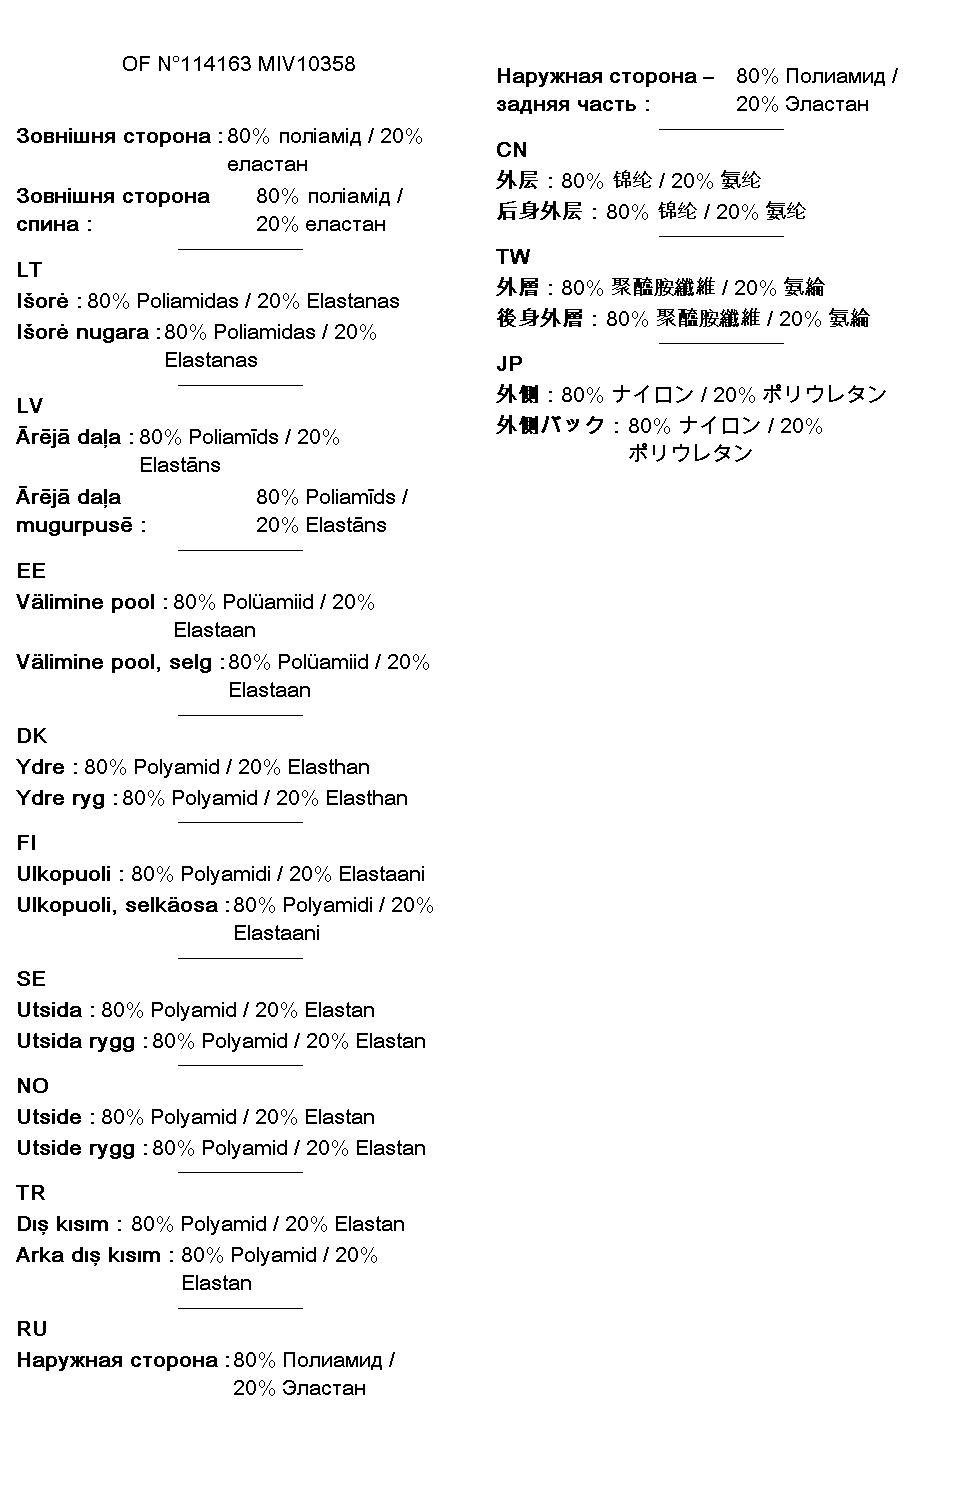 OF N°114163 MIV10358
Зовнішня сторона : 80% поліамід / 20%
еластан
Зовнішня сторона 80% поліамід /
спина : 20% еластан
LT
Išorė : 80% Poliamidas / 20% Elastanas
Išorė nugara : 80% Poliamidas / 20%
Elastanas
LV
Ārējā daļa : 80% Poliamīds / 20%
Elastāns
Ārējā daļa 80% Poliamīds /
mugurpusē : 20% Elastāns
EE
Välimine pool : 80% Polüamiid / 20%
Elastaan
Välimine pool, selg : 80% Polüamiid / 20%
Elastaan
DK
Ydre : 80% Polyamid / 20% Elasthan
Ydre ryg : 80% Polyamid / 20% Elasthan
FI
Ulkopuoli : 80% Polyamidi / 20% Elastaani
Ulkopuoli, selkäosa : 80% Polyamidi / 20%
Elastaani
SE
Utsida : 80% Polyamid / 20% Elastan
Utsida rygg : 80% Polyamid / 20% Elastan
NO
Utside : 80% Polyamid / 20% Elastan
Utside rygg : 80% Polyamid / 20% Elastan
TR
Dış kısım : 80% Polyamid / 20% Elastan
Arka dış kısım : 80% Polyamid / 20%
Elastan
RU
Наружная сторона : 80% Полиамид /
20% Эластан
Наружная сторона – 80% Полиамид /
задняя часть : 20% Эластан
CN
外层 : 80% 锦纶 / 20% 氨纶
后身外层 : 80% 锦纶 / 20% 氨纶
TW
外層 : 80% 聚醯胺纖維 / 20% 氨綸
後身外層 : 80% 聚醯胺纖維 / 20% 氨綸
JP
外側 : 80% ナイロン / 20% ポリウレタン
外側バック : 80% ナイロン / 20%
ポリウレタン